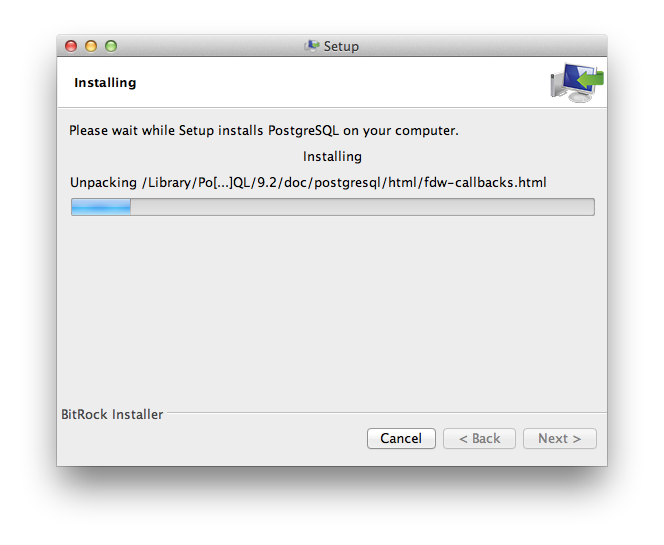 Setup
Installing
Please wait while Setup installs PostgreSQL on your computer.
Installing
Unpacking /Library/Po[...]QL/9.2/doc/postgresql/html/fdw-callbacks.html
BitRock Installer
Cancel
< Back
Next >